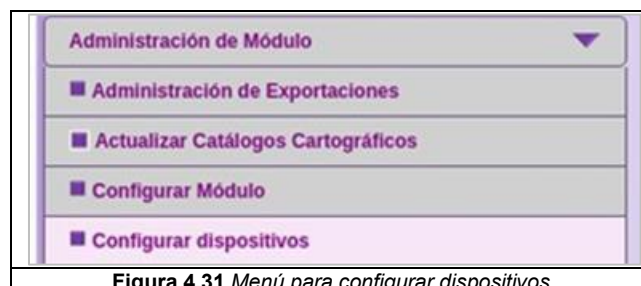 Administración de Módulo
Administración de Exportaciones
Actualizar Catálogos Cartográficos
Configurar Módulo
Configurar dispositivos
Figura 4.31 Menú para configurar dispositivos